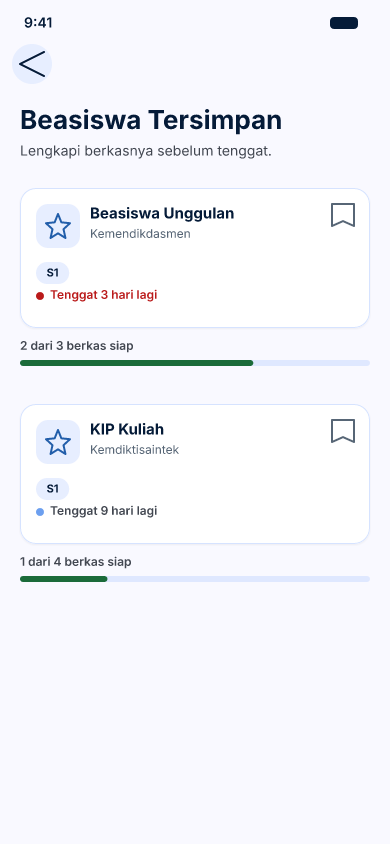 9:41
Beasiswa Tersimpan
Lengkapi berkasnya sebelum tenggat.
Beasiswa Unggulan
Kemendikdasmen
S1
Tenggat 3 hari lagi
2 dari 3 berkas siap
KIP Kuliah
Kemdiktisaintek
S1
Tenggat 9 hari lagi
1 dari 4 berkas siap